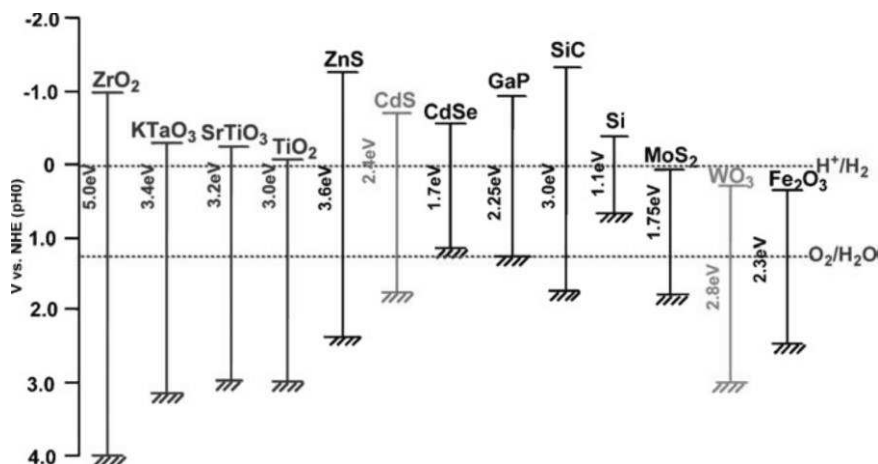 -2.0
-1.0
0
1.0
2.0
3.0
4.0
V vs. NHE (pH0)
ZrO₂
5.0eV
KTaO₃
3.4eV
SrTiO₃
3.2eV
TiO₂
3.0eV
ZnS
3.6eV
CdS
2.4eV
CdSe
1.7eV
GaP
2.25eV
SiC
3.0eV
Si
1.1eV
MoS₂
1.75eV
WO₃
2.8eV
Fe₂O₃
2.3eV
H⁺/H₂
O₂/H₂O